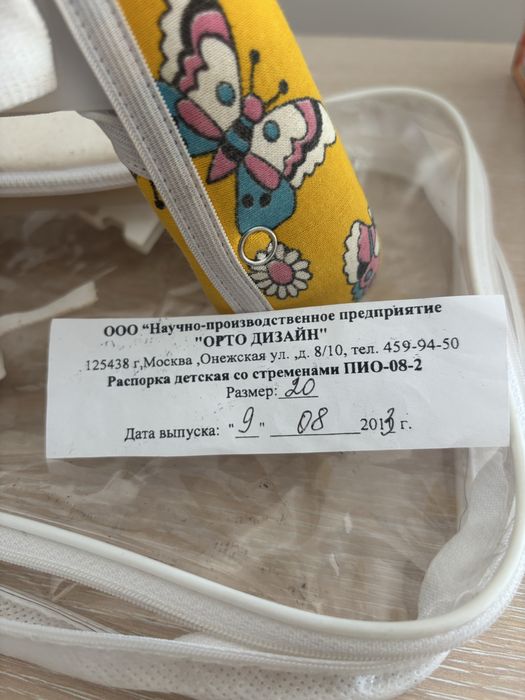 ООО “Научно-производственное предприятие
"ОРТО ДИЗАЙН"
125438 г,Москва ,Онежская ул. ,д. 8/10, тел. 459-94-50
Распорка детская со стременами ПИО-08-2
Размер: 20
Дата выпуска: "9" 08 2013 г.